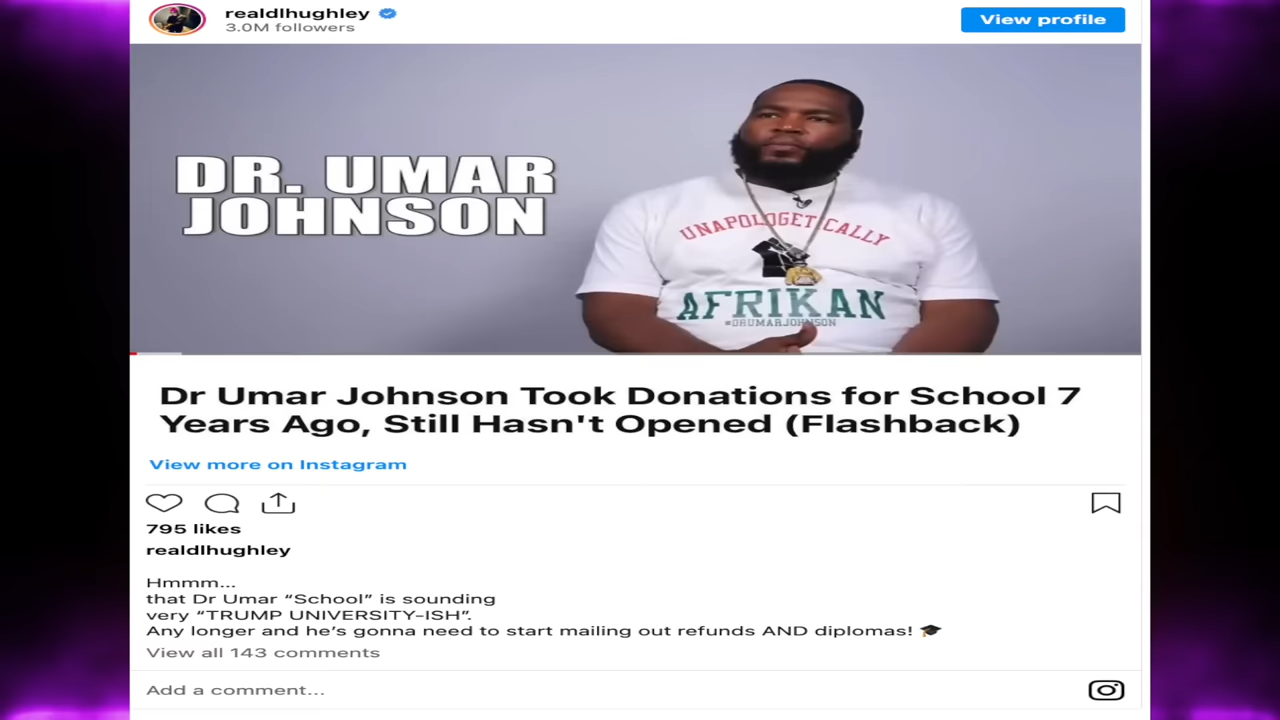 realdlhughley
3.0M followers
View profile
DR. UMAR
JOHNSON
UNAPOLOGETICALLY
AFRIKAN
#DRUMARJOHNSON
Dr Umar Johnson Took Donations for School 7
Years Ago, Still Hasn't Opened (Flashback)
View more on Instagram
795 likes
realdlhughley
Hmmm...
that Dr Umar “School” is sounding
very “TRUMP UNIVERSITY-ISH”.
Any longer and he’s gonna need to start mailing out refunds AND diplomas! 🎓
View all 143 comments
Add a comment...